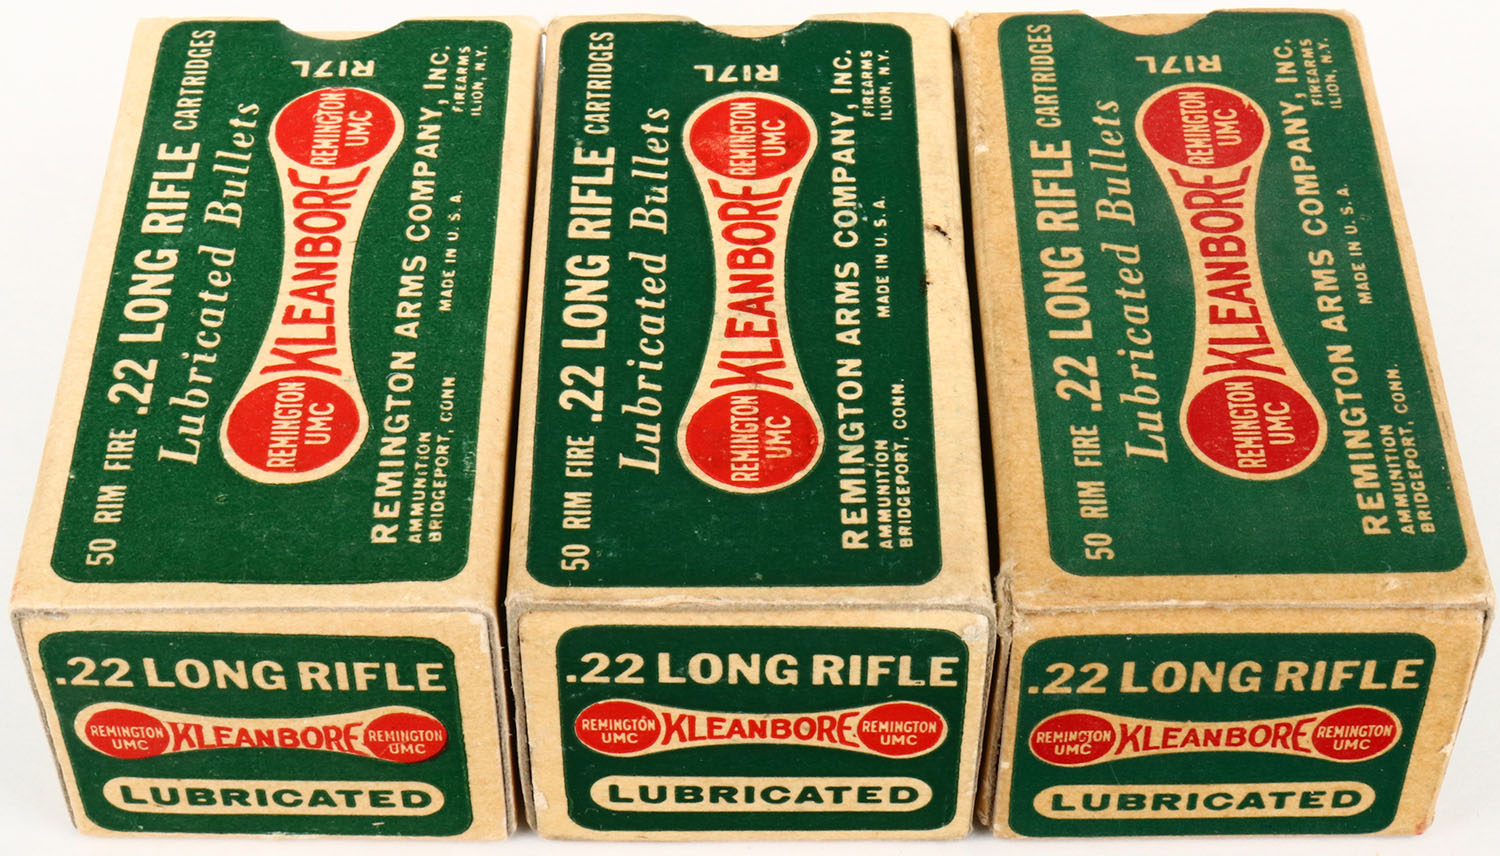 50 RIM FIRE .22 LONG RIFLE CARTRIDGES
Lubricated Bullets
R17L
REMINGTON
UMC
KLEANBORE
REMINGTON
UMC
REMINGTON ARMS COMPANY, INC.
AMMUNITION
BRIDGEPORT, CONN.
MADE IN U.S.A.
FIREARMS
ILION, N.Y.
.22 LONG RIFLE
REMINGTON
UMC
KLEANBORE
REMINGTON
UMC
LUBRICATED
50 RIM FIRE .22 LONG RIFLE CARTRIDGES
Lubricated Bullets
R17L
REMINGTON
UMC
KLEANBORE
REMINGTON
UMC
REMINGTON ARMS COMPANY, INC.
AMMUNITION
BRIDGEPORT, CONN.
MADE IN U.S.A.
FIREARMS
ILION, N.Y.
.22 LONG RIFLE
REMINGTON
UMC
KLEANBORE
REMINGTON
UMC
LUBRICATED
50 RIM FIRE .22 LONG RIFLE CARTRIDGES
Lubricated Bullets
R17L
REMINGTON
UMC
KLEANBORE
REMINGTON
UMC
REMINGTON ARMS COMPANY, INC.
AMMUNITION
BRIDGEPORT, CONN.
MADE IN U.S.A.
FIREARMS
ILION, N.Y.
.22 LONG RIFLE
REMINGTON
UMC
KLEANBORE
REMINGTON
UMC
LUBRICATED